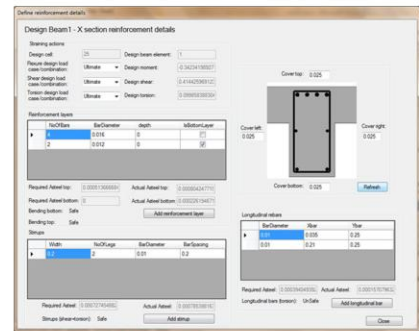 Define reinforcement details
Design Beam1 - X section reinforcement details
Straining actions
Design cell: 25 Design beam element: 1
Flexure design load case/combination: Ultimate Design moment:
Shear design load case/combination: Ultimate Design shear:
Torsion design load case/combination: Ultimate Design torsion:
Reinforcement layers
NoOfBars BarDiameter depth IsBottomLayer
4 0.016 0
2 0.012 0
Required Asteel top: Actual Asteel top:
Required Asteel bottom: 0 Actual Asteel bottom:
Bending bottom: Safe
Bending top: Safe
Add reinforcement layer
Stirrups
Width NoOfLegs BarDiameter BarSpacing
0.2 2 0.01 0.2
Required Asteel: Actual Asteel:
Stirrups (shear+torsion): Safe
Add stirrup
Cover top: 0.025
Cover left: 0.025
Cover right: 0.025
Cover bottom: 0.025
Refresh
Longitudinal rebars
BarDiameter Xbar Ybar
0.01 0.035 0.25
0.01 0.21 0.25
Required Asteel: Actual Asteel:
Longitudinal bars (torsion): UnSafe
Add longitudinal bar
Close